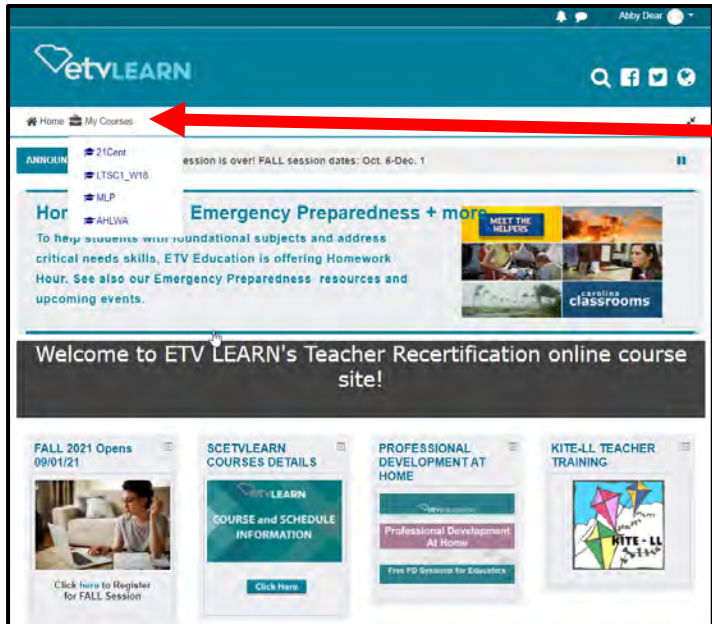 Abby Dear
etvLEARN
Home My Courses
21Cent
LTSC1_W18
MLP
AHLWA
ANNOUN ession is over! FALL session dates: Oct. 6-Dec. 1
Hor Emergency Preparedness + more
To help students with foundational subjects and address
critical needs skills, ETV Education is offering Homework
Hour. See also our Emergency Preparedness resources and
upcoming events.
MEET THE
HELPERS
carolina
classrooms
Welcome to ETV LEARN's Teacher Recertification online course
site!
FALL 2021 Opens
09/01/21
Click here to Register
for FALL Session
SCETVLEARN
COURSES DETAILS
etvLEARN
COURSE and SCHEDULE
INFORMATION
Click Here
PROFESSIONAL
DEVELOPMENT AT
HOME
Professional Development
At Home
Free PD Sessions for Educators
KITE-LL TEACHER
TRAINING
KITE - LL